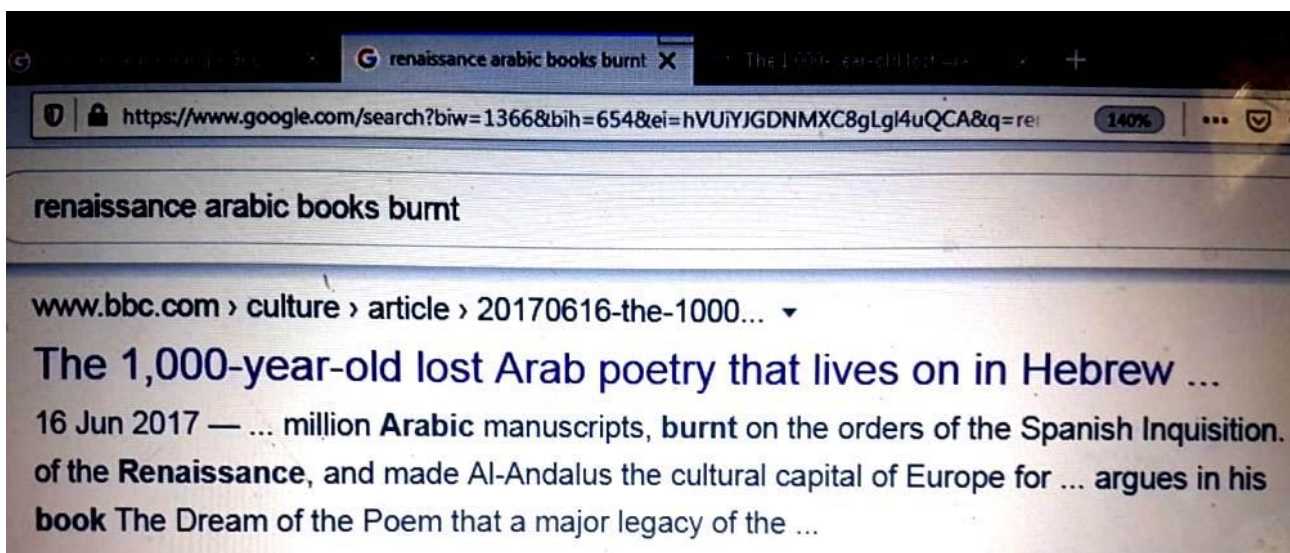 renaissance arabic books burnt
https://www.google.com/search?biw=1366&bih=654&ei=hVUiYJGDNMXC8gLgl4uQCA&q=re
140%
renaissance arabic books burnt
www.bbc.com › culture › article › 20170616-the-1000...
The 1,000-year-old lost Arab poetry that lives on in Hebrew ...
16 Jun 2017 — ... million Arabic manuscripts, burnt on the orders of the Spanish Inquisition.
of the Renaissance, and made Al-Andalus the cultural capital of Europe for ... argues in his
book The Dream of the Poem that a major legacy of the ...